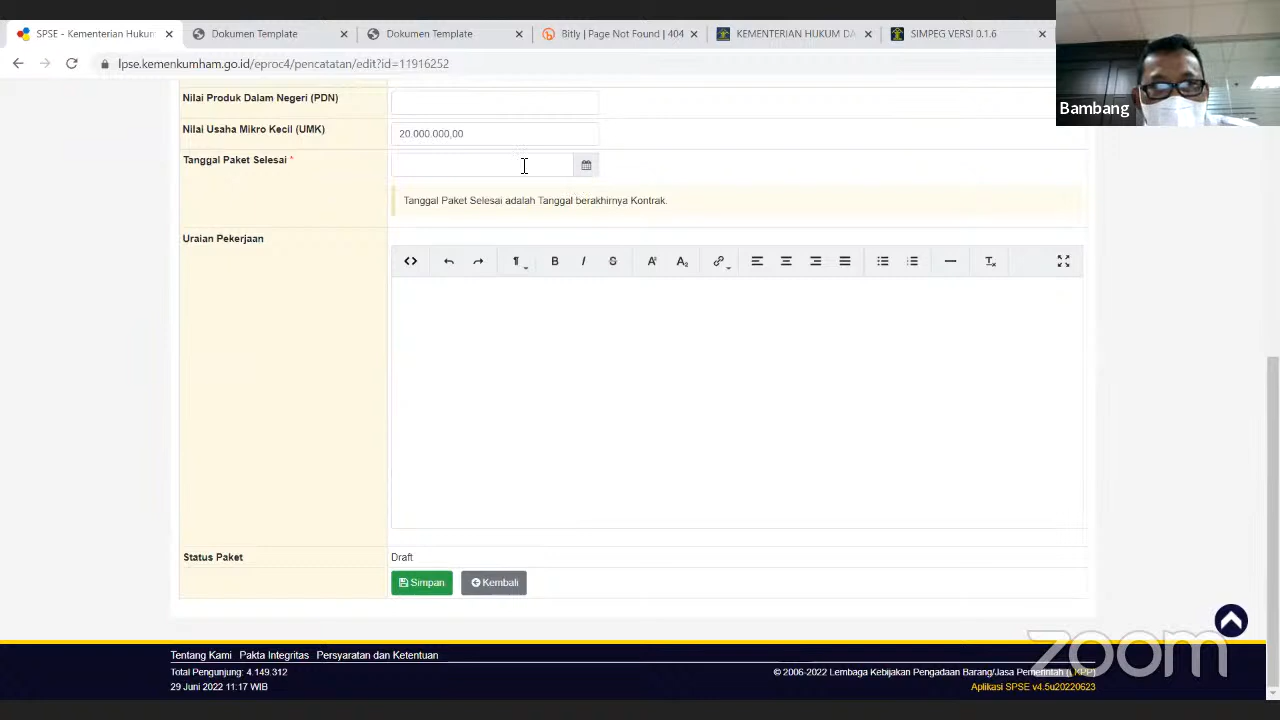 SPSE - Kementerian Hukum
Dokumen Template
Dokumen Template
Bitly | Page Not Found | 404
KEMENTERIAN HUKUM DA
SIMPEG VERSI 0.1.6
lpse.kemenkumham.go.id/eproc4/pencatatan/edit?id=11916252
Bambang
Nilai Produk Dalam Negeri (PDN)
Nilai Usaha Mikro Kecil (UMK)
20.000.000,00
Tanggal Paket Selesai *
Tanggal Paket Selesai adalah Tanggal berakhirnya Kontrak.
Uraian Pekerjaan
Status Paket
Draft
Simpan
Kembali
Tentang Kami Pakta Integritas Persyaratan dan Ketentuan
Total Pengunjung: 4.149.312
© 2006-2022 Lembaga Kebijakan Pengadaan Barang/Jasa Pemerintah (LKPP)
29 Juni 2022 11:17 WIB
Aplikasi SPSE v4.5u20220623
zoom